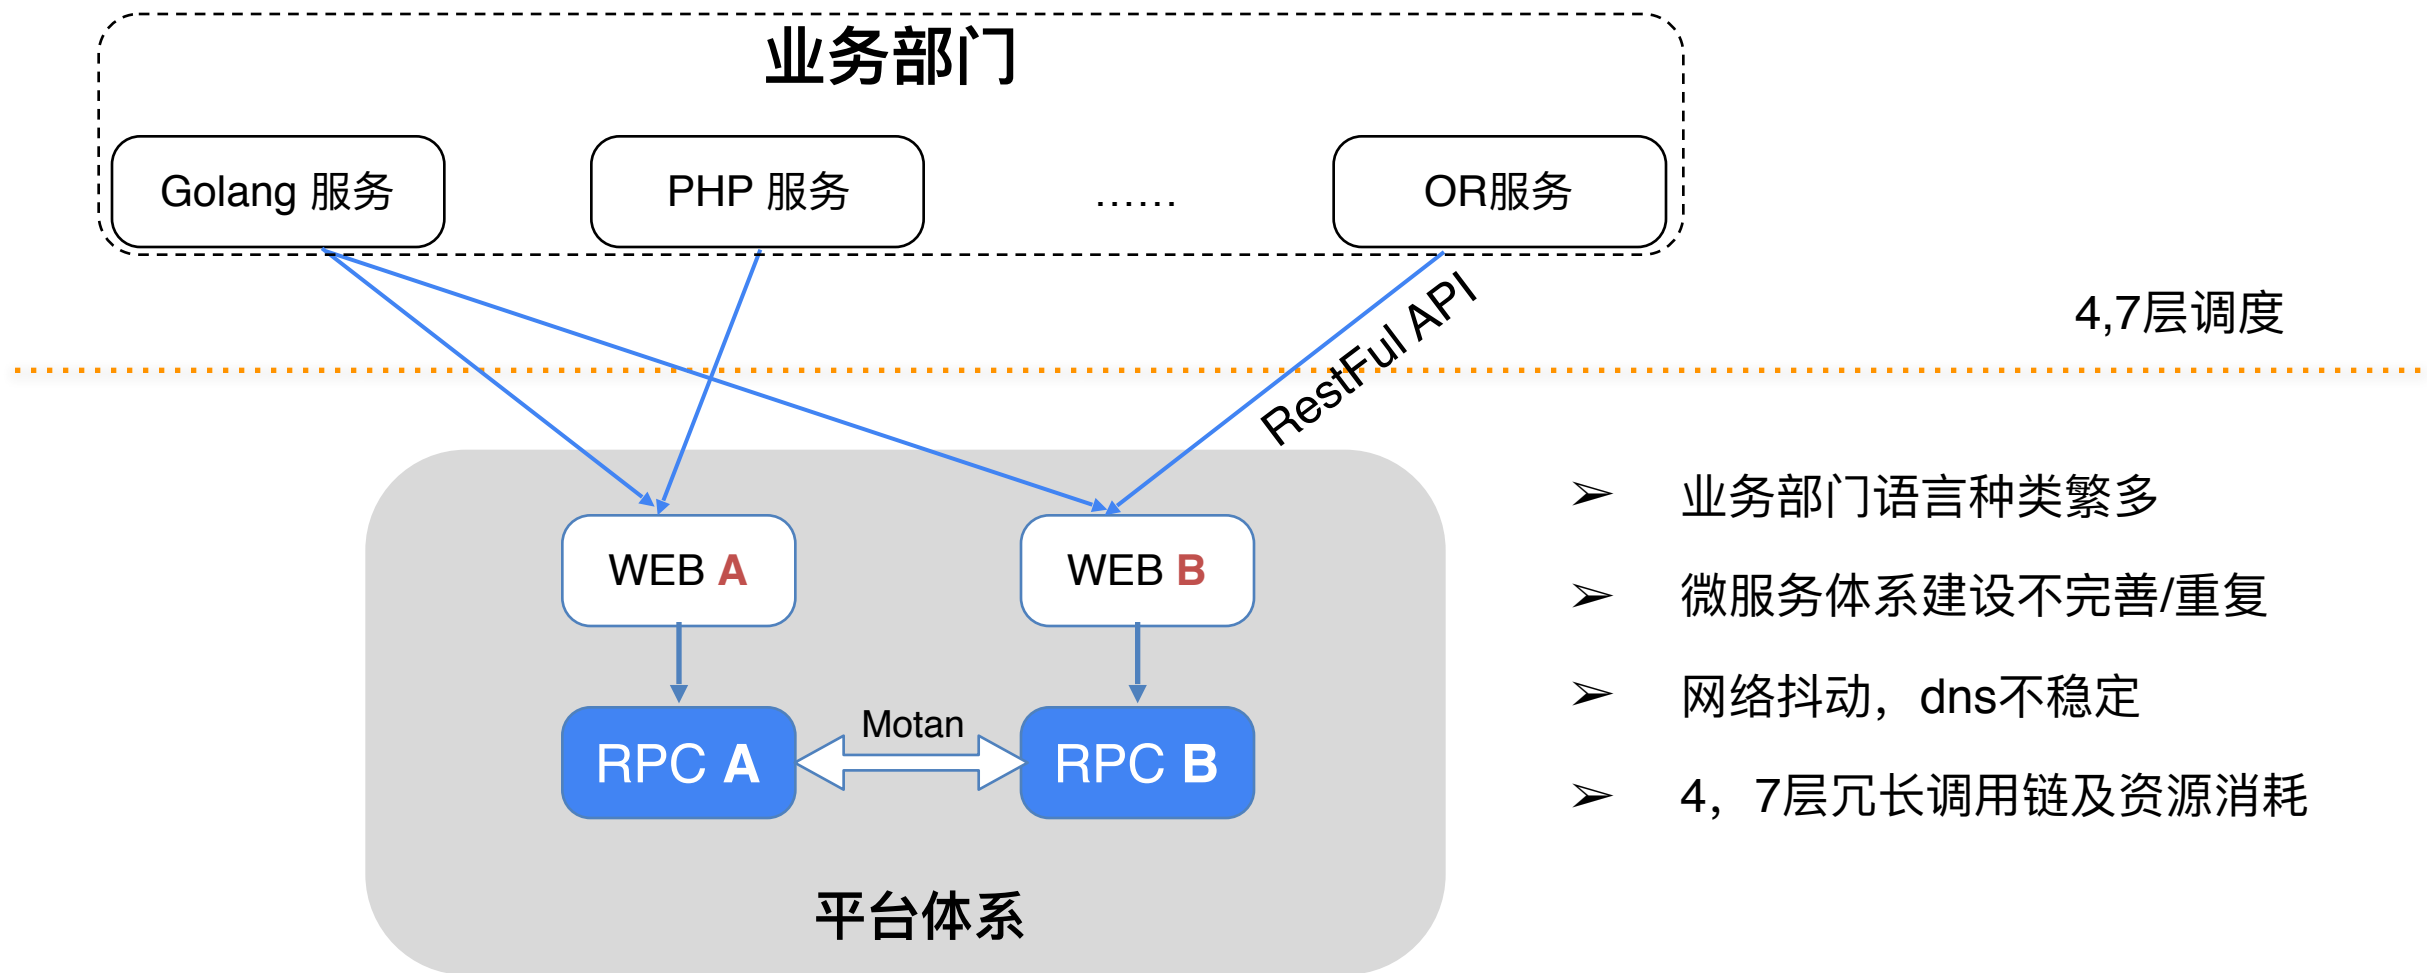 业务部门
Golang 服务
PHP 服务
......
OR服务
4,7层调度
RestFul API
WEB A
WEB B
Motan
RPC A
RPC B
平台体系
➢ 业务部门语言种类繁多
➢ 微服务体系建设不完善/重复
➢ 网络抖动，dns不稳定
➢ 4，7层冗长调用链及资源消耗